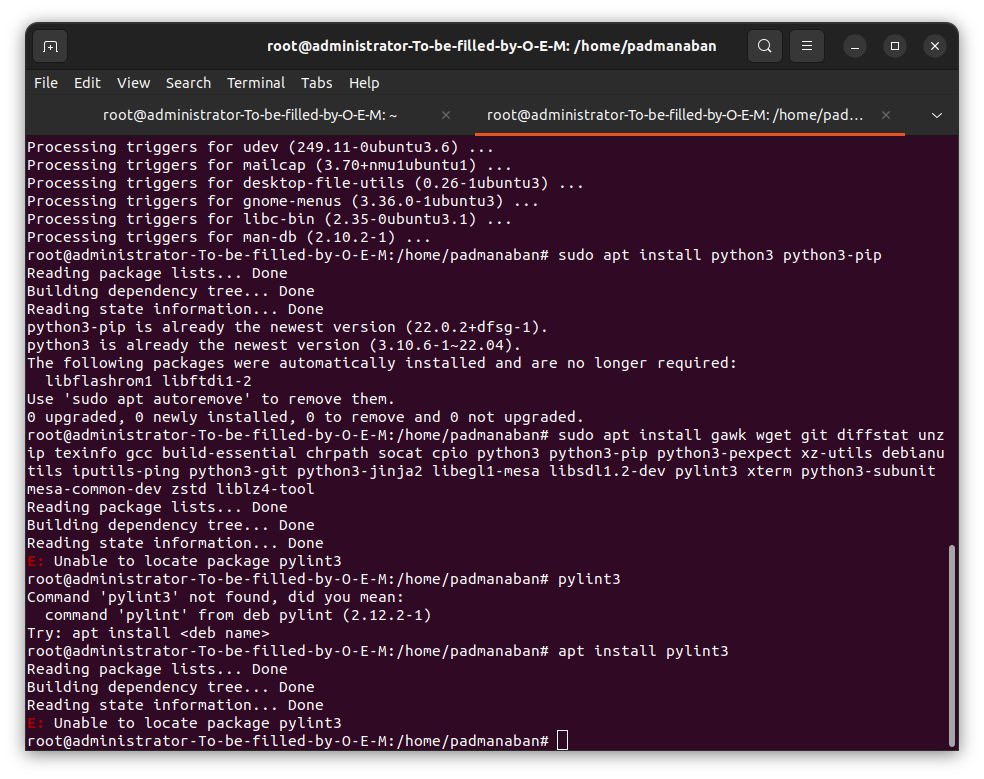 root@administrator-To-be-filled-by-O-E-M: /home/padmanaban
File Edit View Search Terminal Tabs Help
root@administrator-To-be-filled-by-O-E-M: ~ root@administrator-To-be-filled-by-O-E-M: /home/pad...
Processing triggers for udev (249.11-0ubuntu3.6) ...
Processing triggers for mailcap (3.70+nmu1ubuntu1) ...
Processing triggers for desktop-file-utils (0.26-1ubuntu3) ...
Processing triggers for gnome-menus (3.36.0-1ubuntu3) ...
Processing triggers for libc-bin (2.35-0ubuntu3.1) ...
Processing triggers for man-db (2.10.2-1) ...
root@administrator-To-be-filled-by-O-E-M:/home/padmanaban# sudo apt install python3 python3-pip
Reading package lists... Done
Building dependency tree... Done
Reading state information... Done
python3-pip is already the newest version (22.0.2+dfsg-1).
python3 is already the newest version (3.10.6-1~22.04).
The following packages were automatically installed and are no longer required:
  libflashrom1 libftdi1-2
Use 'sudo apt autoremove' to remove them.
0 upgraded, 0 newly installed, 0 to remove and 0 not upgraded.
root@administrator-To-be-filled-by-O-E-M:/home/padmanaban# sudo apt install gawk wget git diffstat unz
ip texinfo gcc build-essential chrpath socat cpio python3 python3-pip python3-pexpect xz-utils debianu
tils iputils-ping python3-git python3-jinja2 libegl1-mesa libsdl1.2-dev pylint3 xterm python3-subunit
mesa-common-dev zstd liblz4-tool
Reading package lists... Done
Building dependency tree... Done
Reading state information... Done
E: Unable to locate package pylint3
root@administrator-To-be-filled-by-O-E-M:/home/padmanaban# pylint3
Command 'pylint3' not found, did you mean:
  command 'pylint' from deb pylint (2.12.2-1)
Try: apt install <deb name>
root@administrator-To-be-filled-by-O-E-M:/home/padmanaban# apt install pylint3
Reading package lists... Done
Building dependency tree... Done
Reading state information... Done
E: Unable to locate package pylint3
root@administrator-To-be-filled-by-O-E-M:/home/padmanaban#